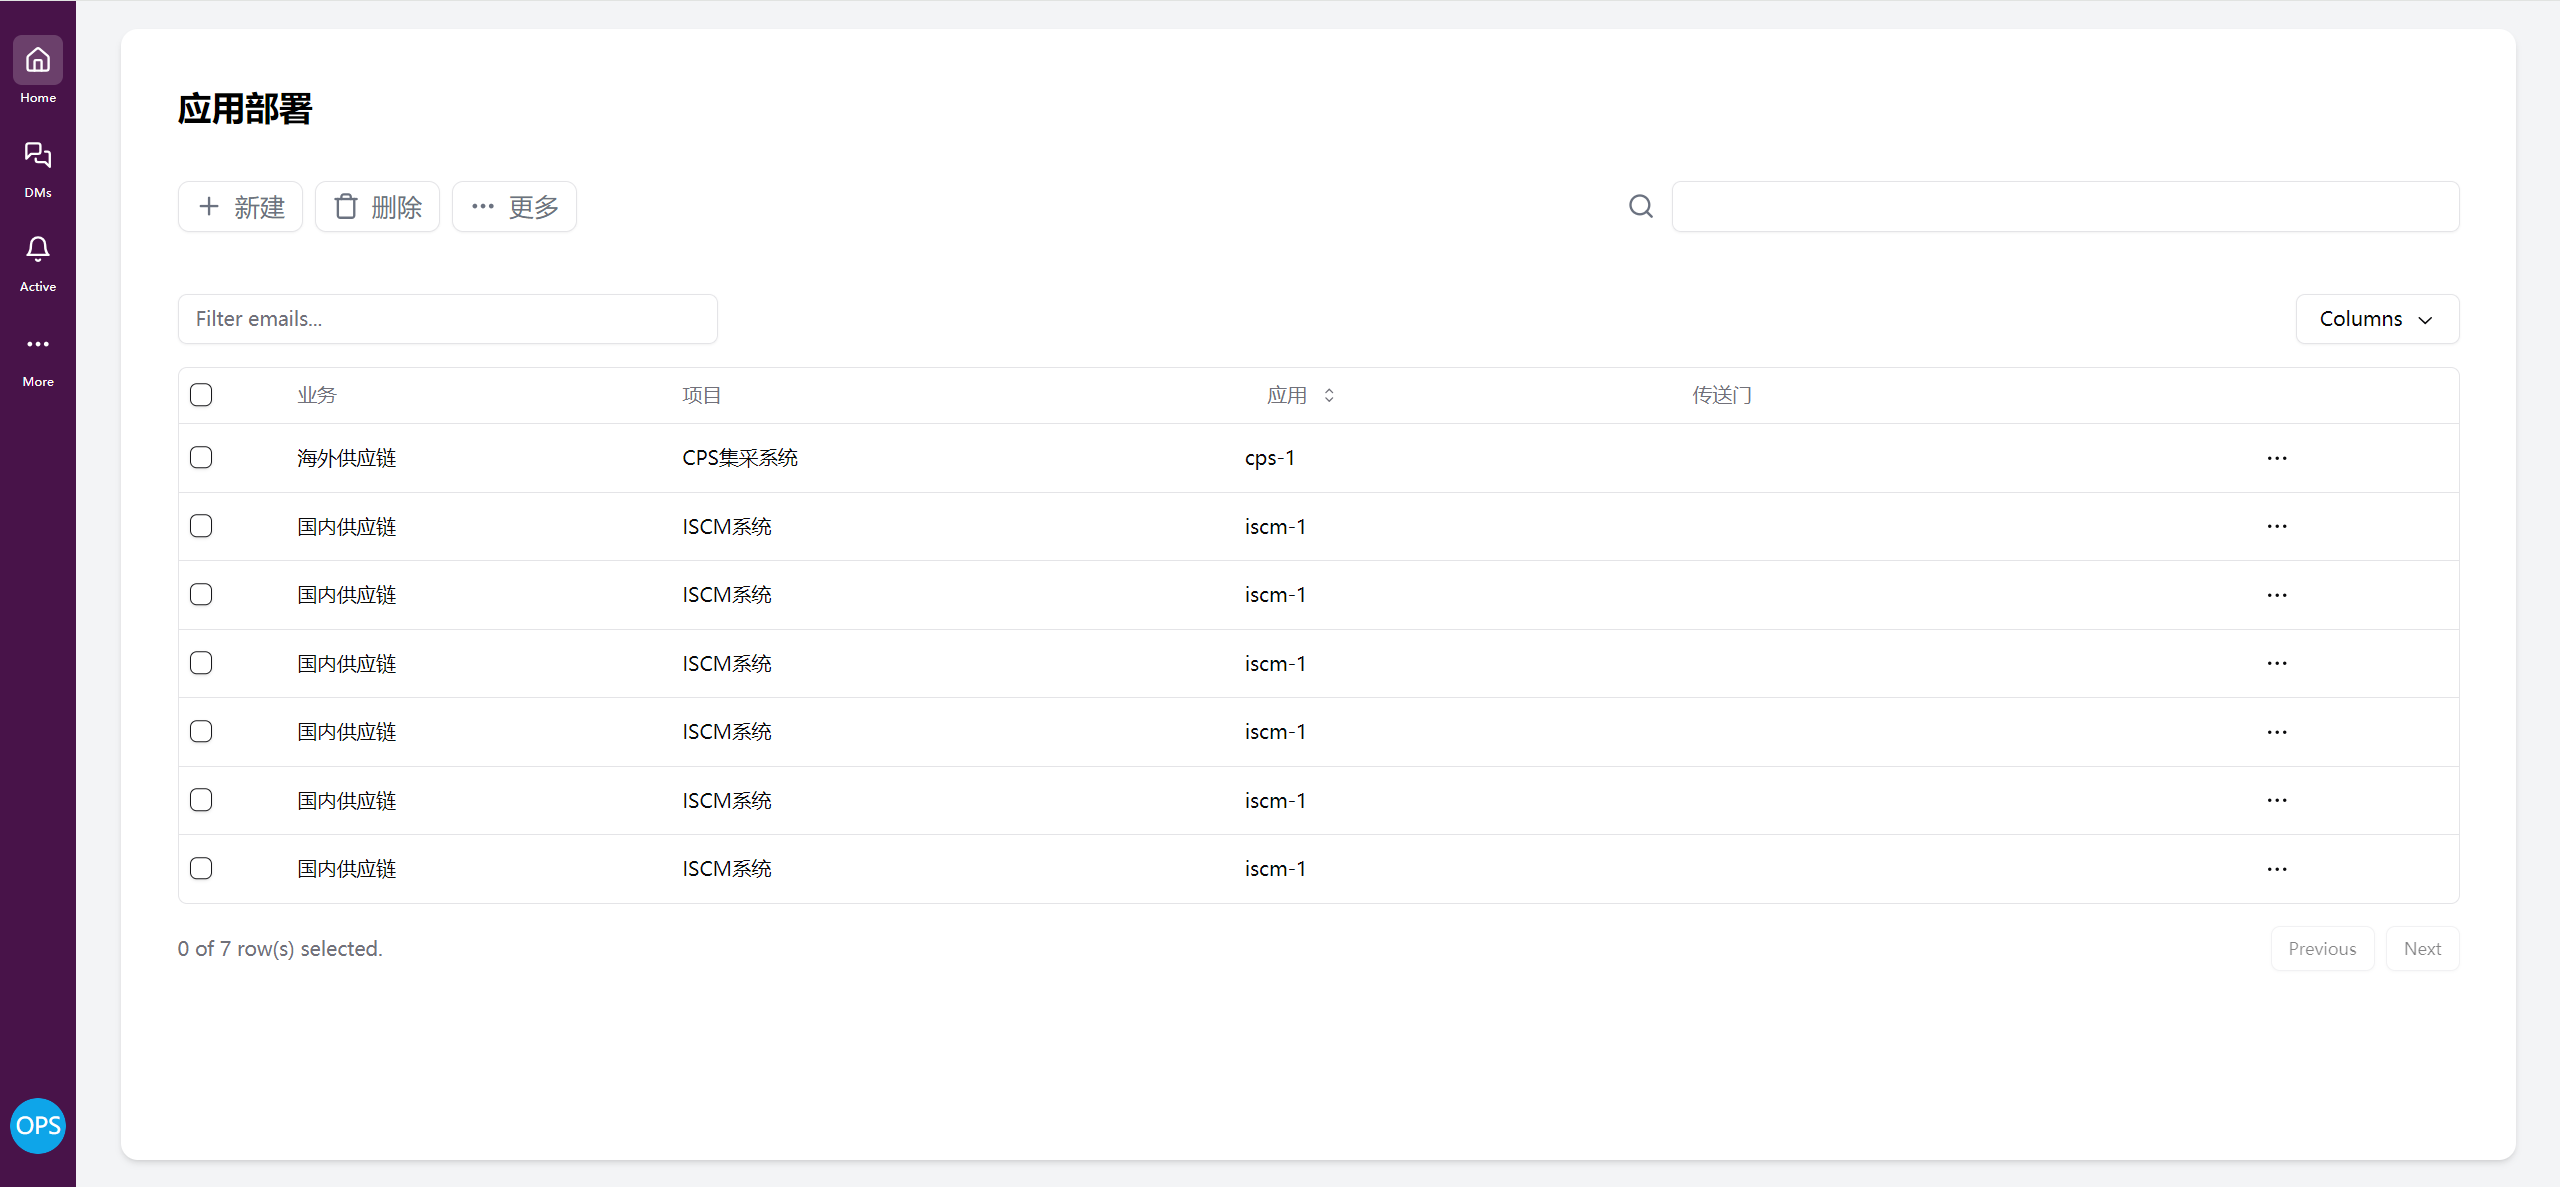 Home
DMs
Active
More
OPS
应用部署
新建 删除 更多
Filter emails...
Columns
业务 项目 应用 传送门
海外供应链 CPS集采系统 cps-1
国内供应链 ISCM系统 iscm-1
国内供应链 ISCM系统 iscm-1
国内供应链 ISCM系统 iscm-1
国内供应链 ISCM系统 iscm-1
国内供应链 ISCM系统 iscm-1
国内供应链 ISCM系统 iscm-1
0 of 7 row(s) selected.
Previous Next